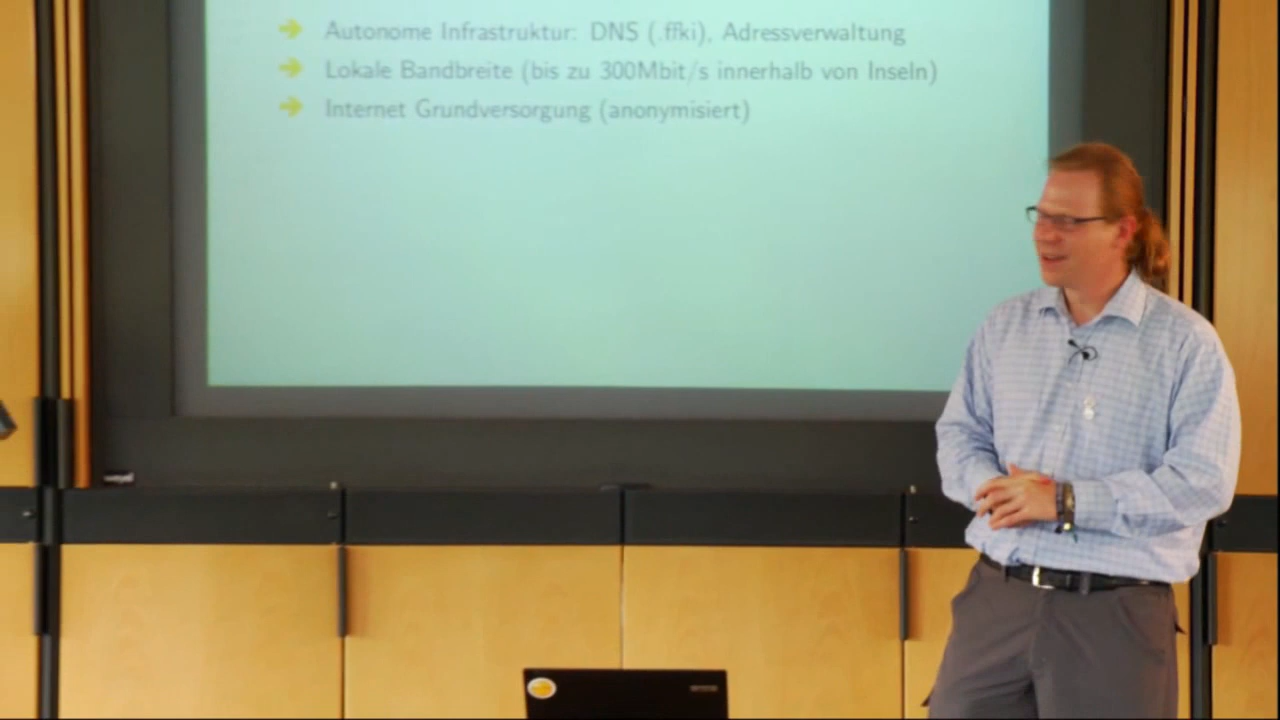 Autonome Infrastruktur: DNS (.ffki), Adressverwaltung
Lokale Bandbreite (bis zu 300Mbit/s innerhalb von Inseln)
Internet Grundversorgung (anonymisiert)